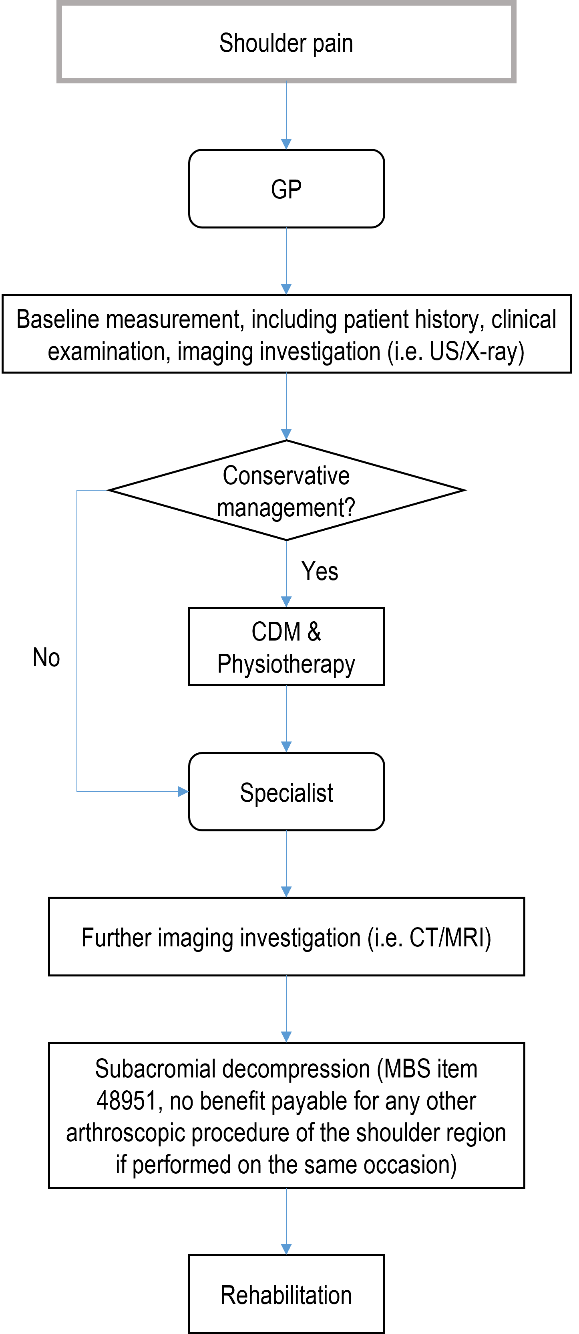 Shoulder pain
GP
Baseline measurement, including patient history, clinical
examination, imaging investigation (i.e. US/X-ray)
Conservative
management?
Yes
No
CDM &
Physiotherapy
Specialist
Further imaging investigation (i.e. CT/MRI)
Subacromial decompression (MBS item
48951, no benefit payable for any other
arthroscopic procedure of the shoulder region
if performed on the same occasion)
Rehabilitation